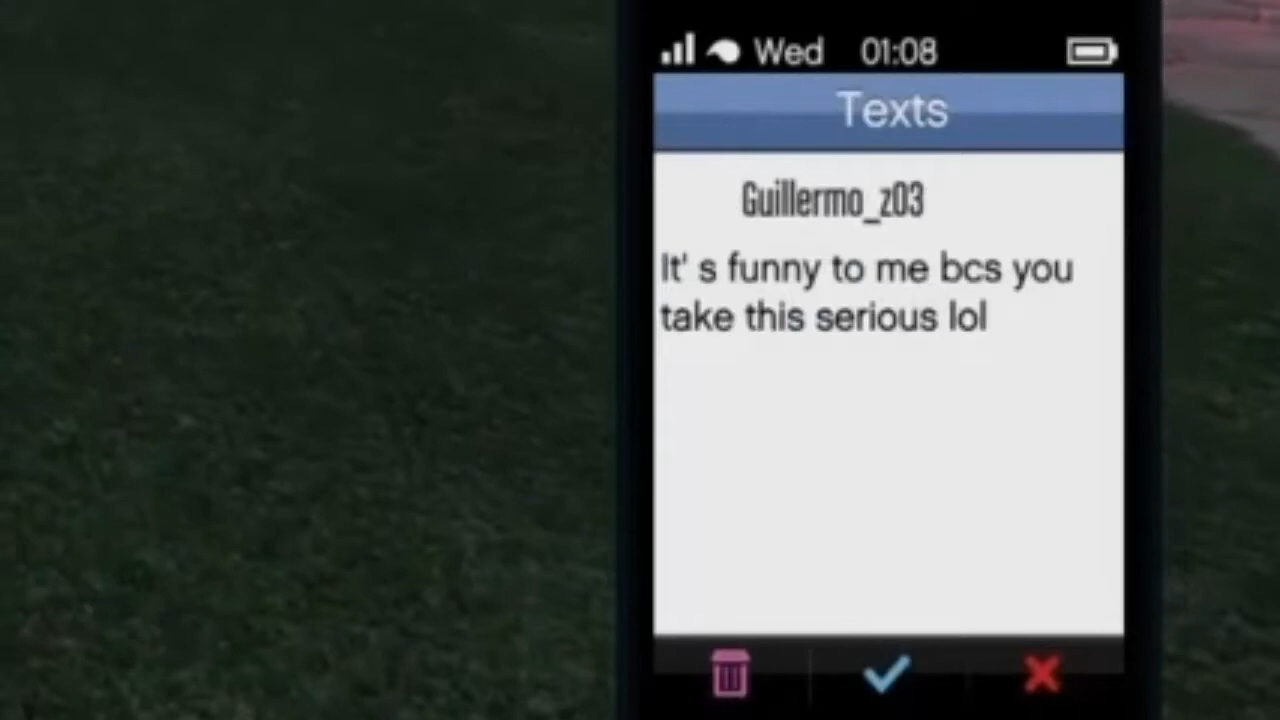 Wed 01:08
Texts
Guillermo_z03
It' s funny to me bcs you
take this serious lol